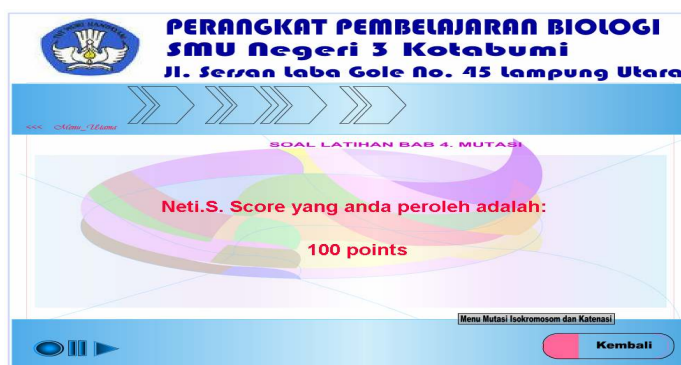 PERANGKAT PEMBELAJARAN BIOLOGI
SMU Negeri 3 Kotabumi
Jl. Sersan Laba Gole No. 45 Lampung Utara
<<< Menu_Utama
SOAL LATIHAN BAB 4. MUTASI
Neti.S. Score yang anda peroleh adalah:
100 points
Menu Mutasi Isokromosom dan Katenasi
Kembali